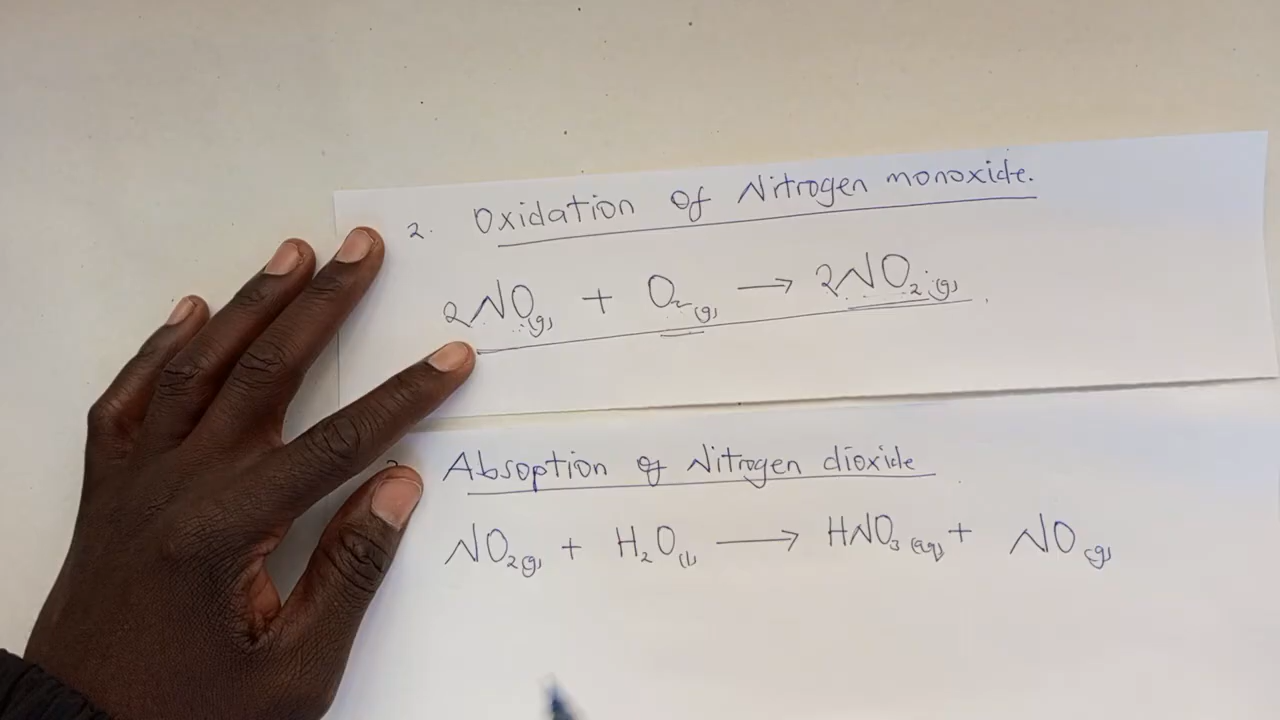 2. Oxidation of Nitrogen monoxide.
2NO(g) + O2(g) → 2NO2(g)
Absoption of Nitrogen dioxide
NO2(g) + H2O(l) → HNO3(aq) + NO(g)